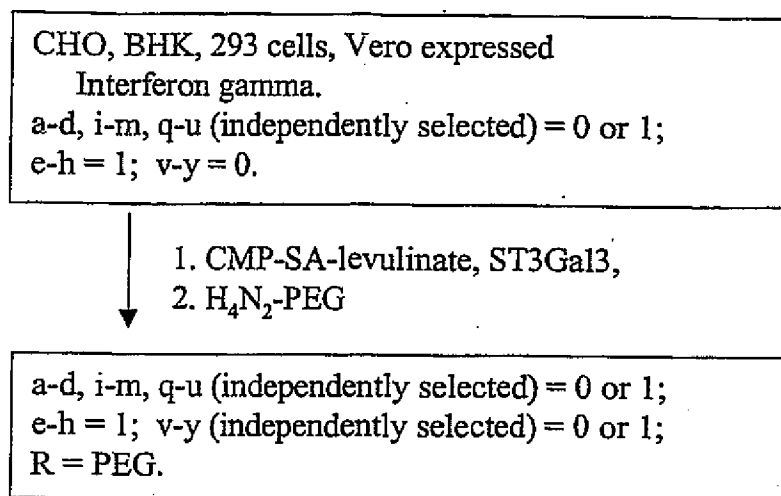 CHO, BHK, 293 cells, Vero expressed
Interferon gamma.
a-d, i-m, q-u (independently selected) = 0 or 1;
e-h = 1; v-y = 0.
1. CMP-SA-levulinate, ST3Gal3,
2. H₄N₂-PEG
a-d, i-m, q-u (independently selected) = 0 or 1;
e-h = 1; v-y (independently selected) = 0 or 1;
R = PEG.